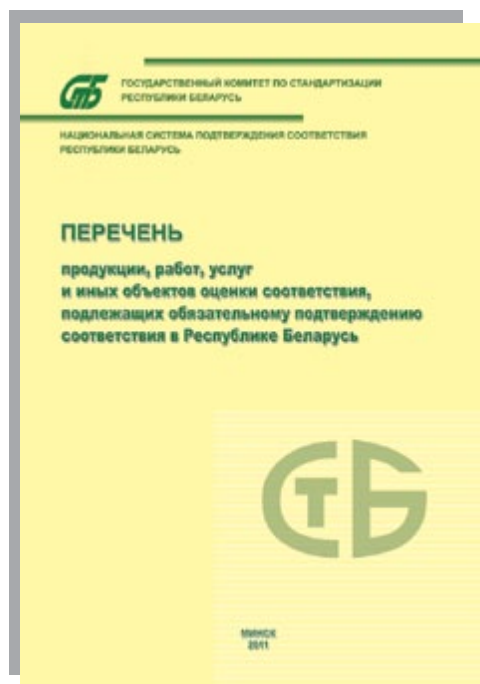 СТБ
ГОСУДАРСТВЕННЫЙ КОМИТЕТ ПО СТАНДАРТИЗАЦИИ
РЕСПУБЛИКИ БЕЛАРУСЬ
НАЦИОНАЛЬНАЯ СИСТЕМА ПОДТВЕРЖДЕНИЯ СООТВЕТСТВИЯ
РЕСПУБЛИКИ БЕЛАРУСЬ
ПЕРЕЧЕНЬ
продукции, работ, услуг
и иных объектов оценки соответствия,
подлежащих обязательному подтверждению
соответствия в Республике Беларусь
СТБ
МИНСК
2011